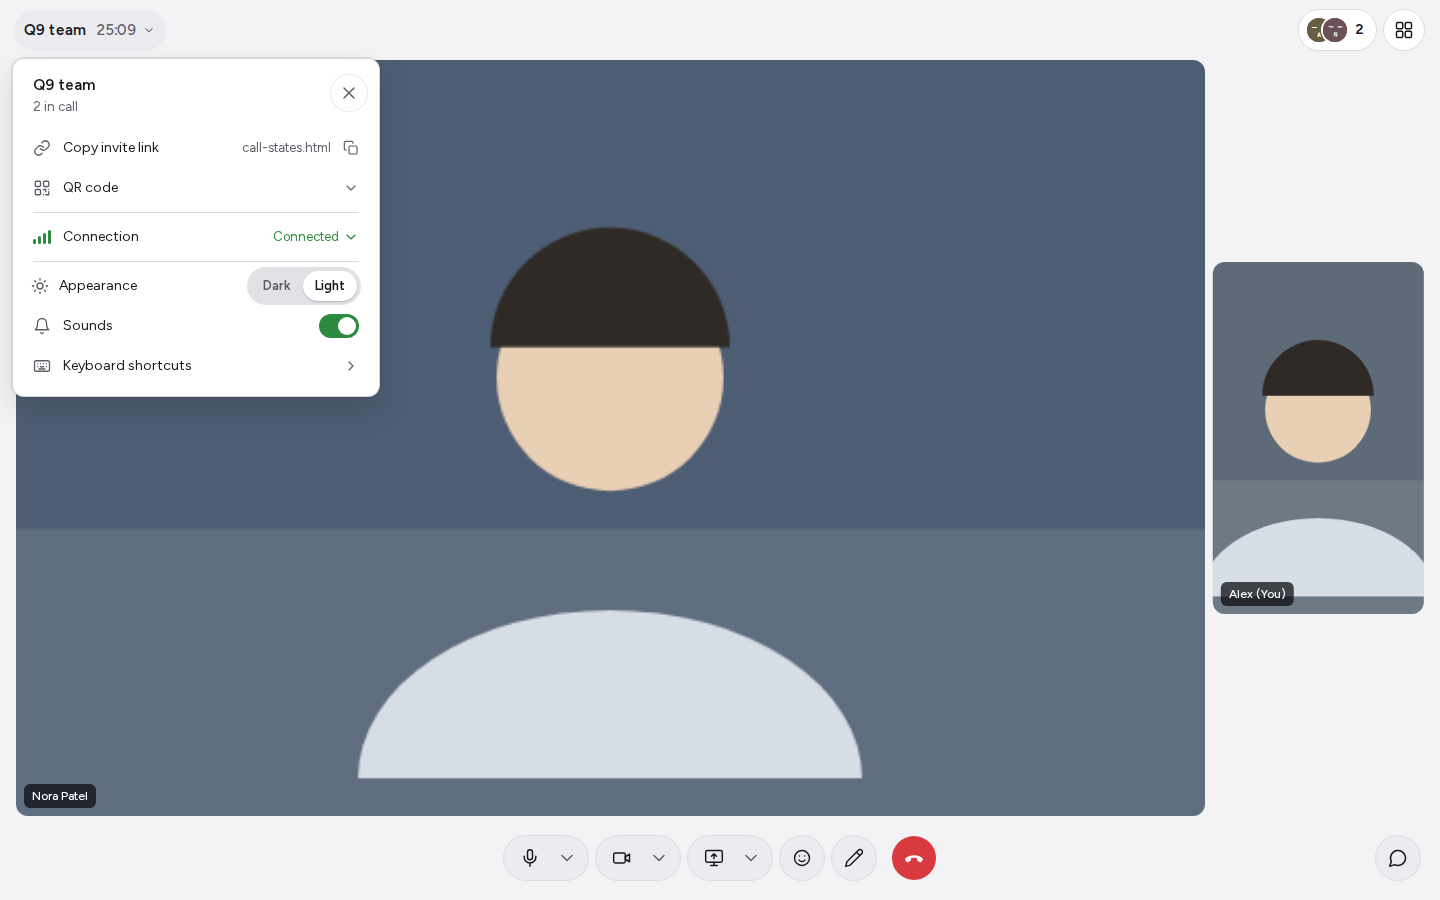 Q9 team 25:09
2
Q9 team
2 in call
Copy invite link call-states.html
QR code
Connection Connected
Appearance Dark Light
Sounds
Keyboard shortcuts
Alex (You)
Nora Patel